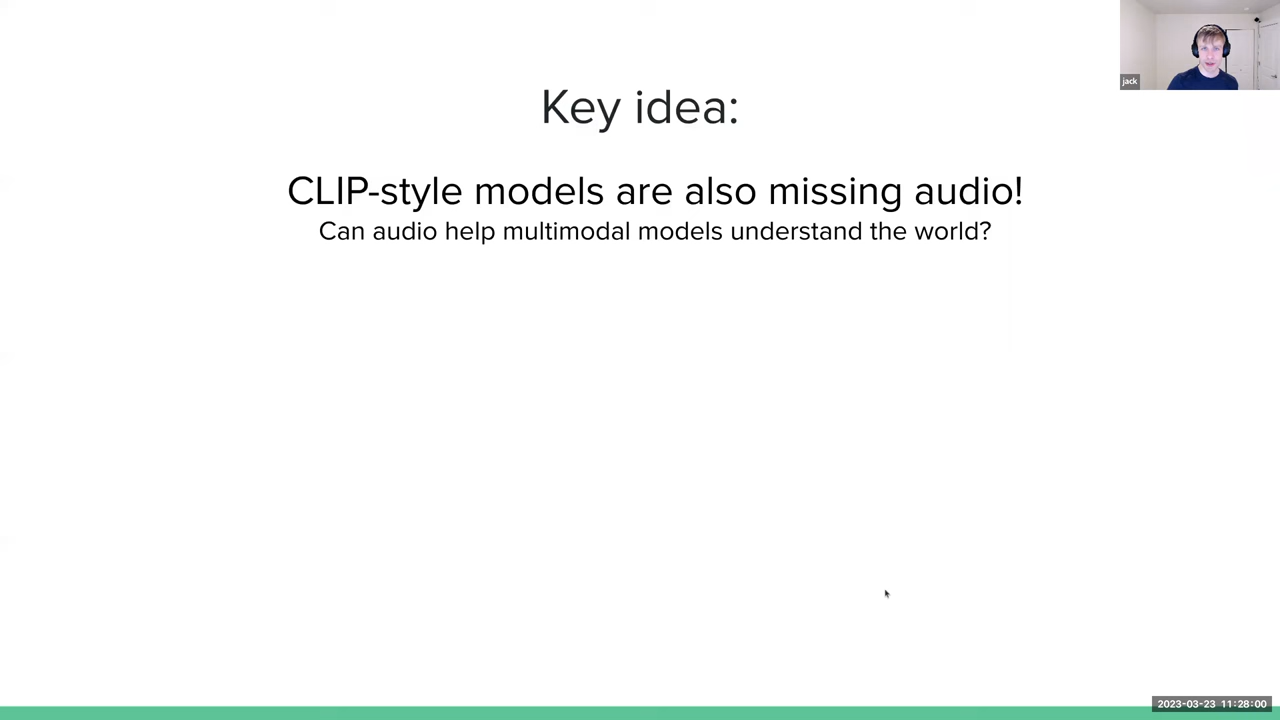 jack
Key idea:
CLIP-style models are also missing audio!
Can audio help multimodal models understand the world?
2023-03-23 11:28:00